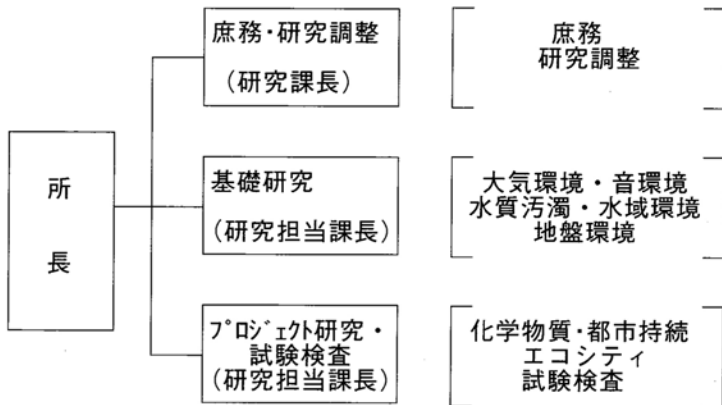 所長
庶務・研究調整
(研究課長)
庶務
研究調整
基礎研究
(研究担当課長)
大気環境・音環境
水質汚濁・水域環境
地盤環境
プロジェクト研究・
試験検査
(研究担当課長)
化学物質・都市持続
エコシティ
試験検査